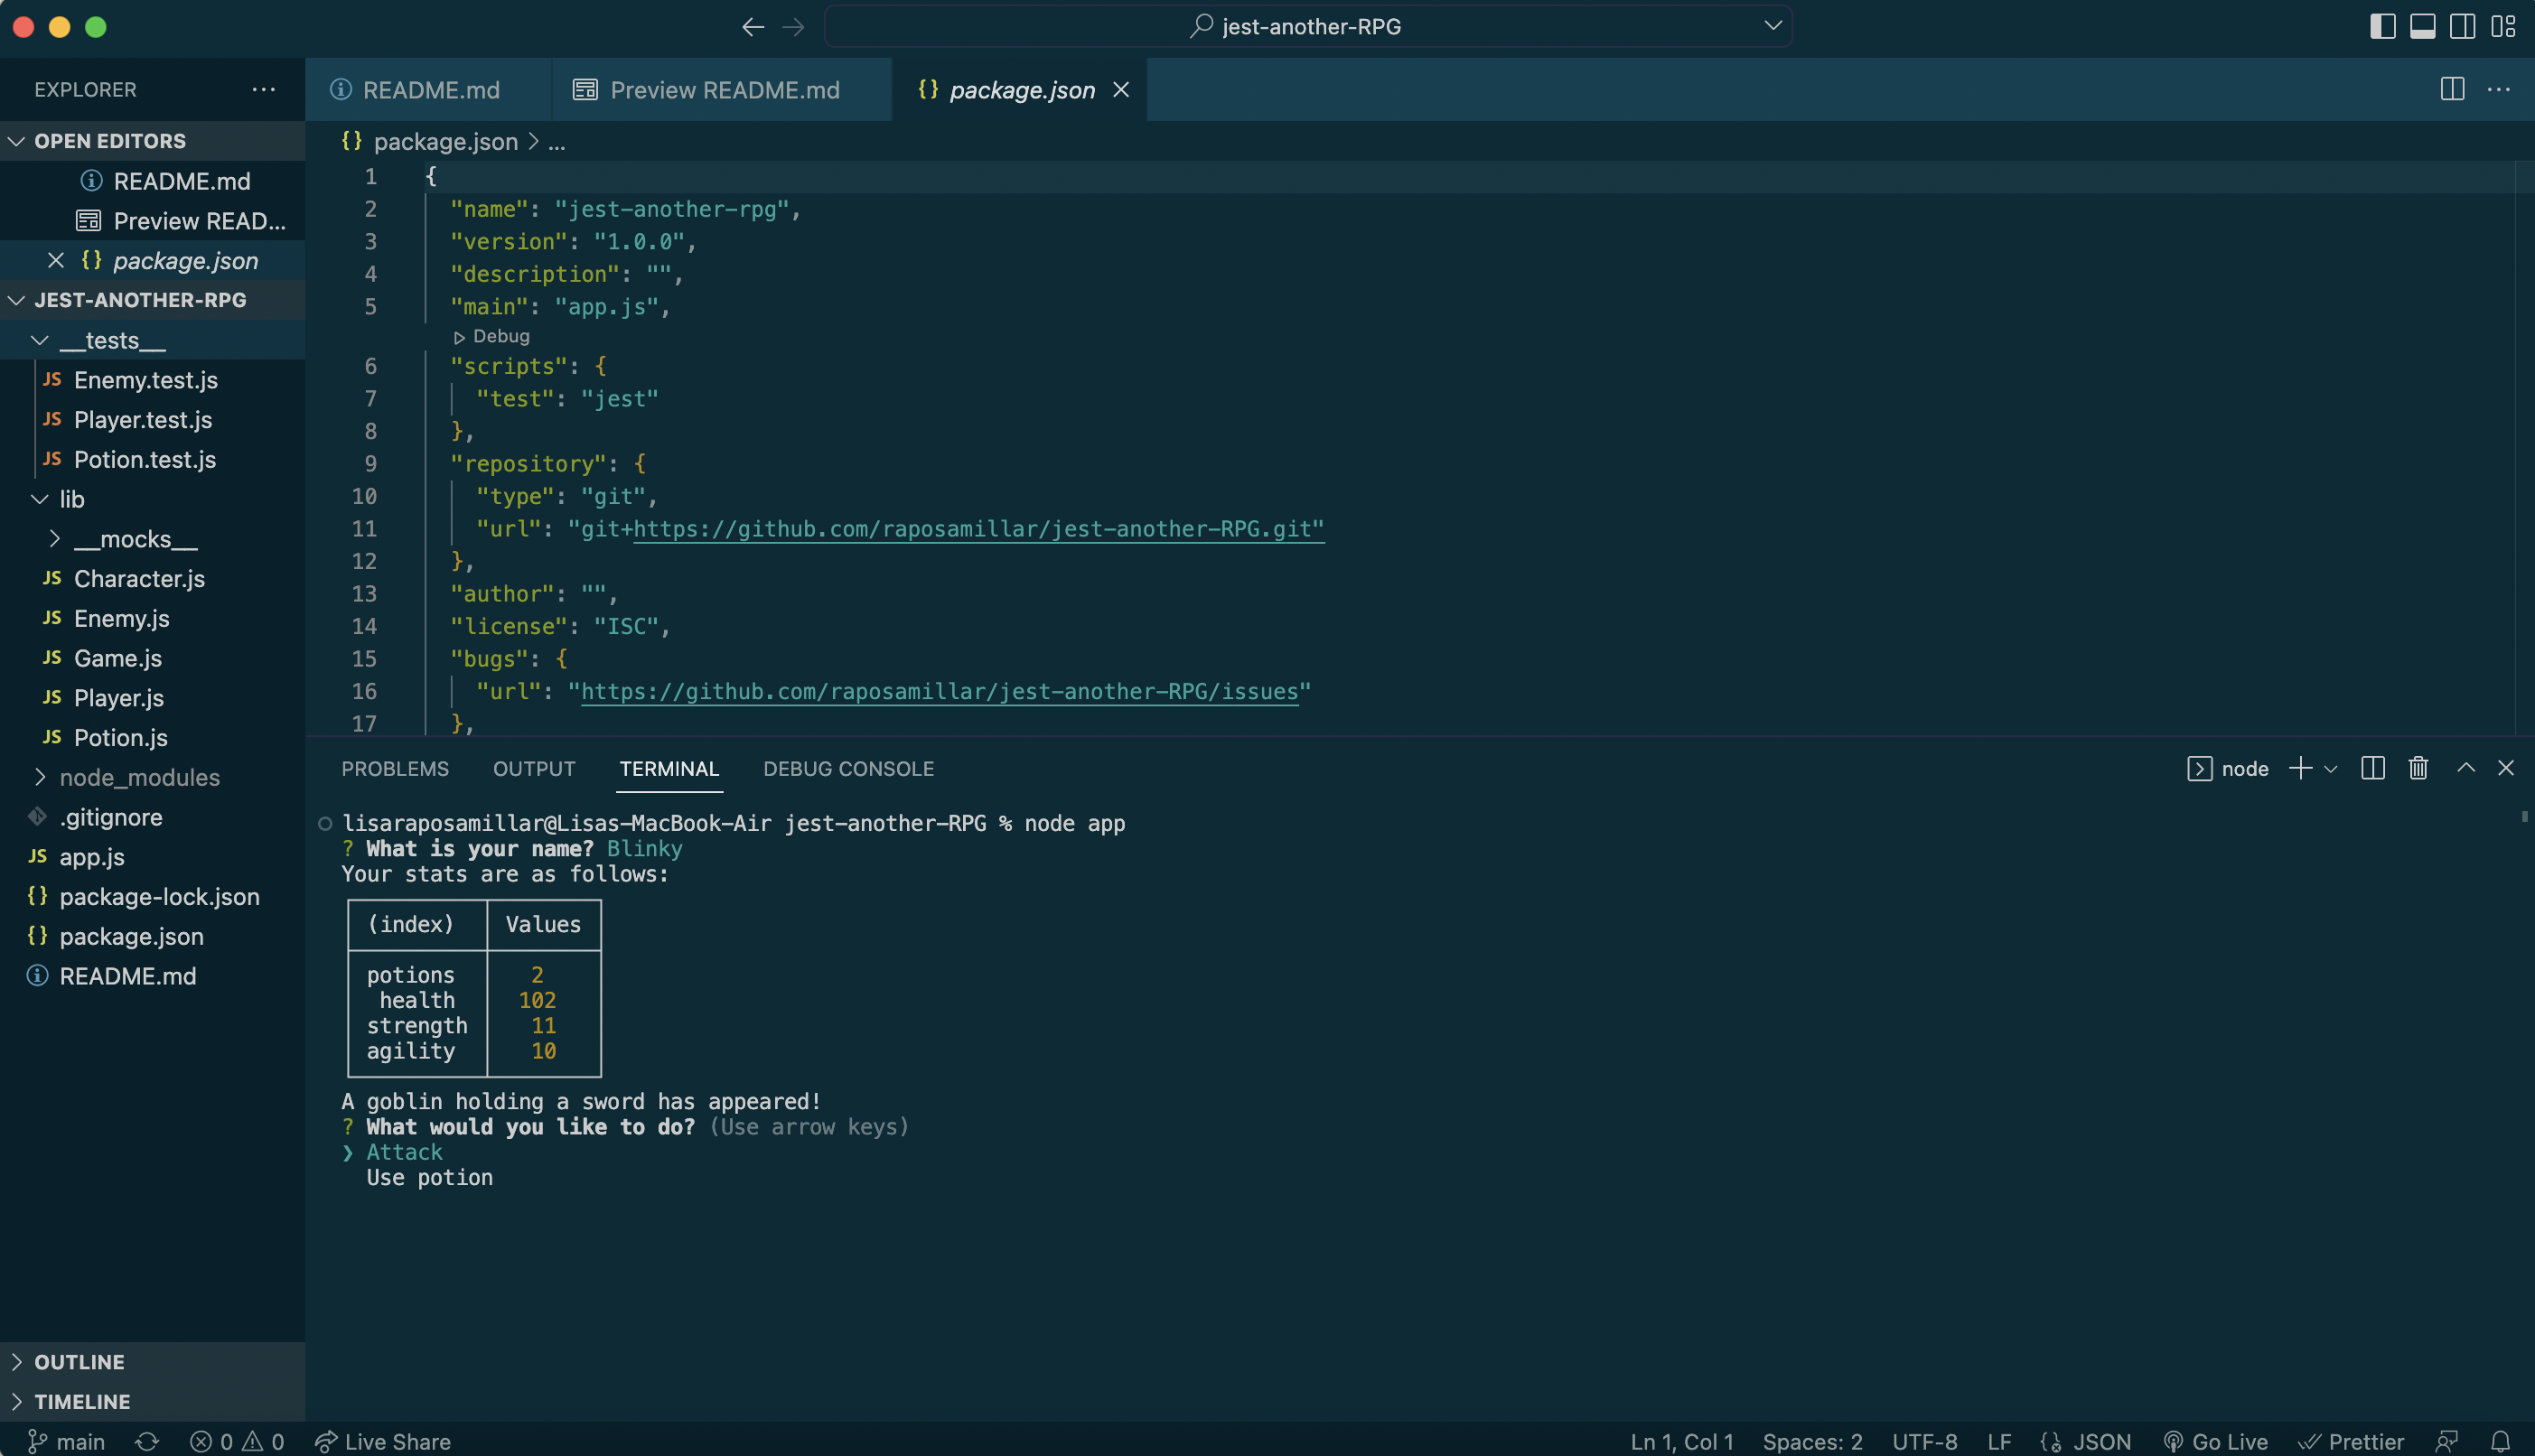 jest-another-RPG
EXPLORER
README.md
Preview README.md
{} package.json
OPEN EDITORS
README.md
Preview READ...
{} package.json
JEST-ANOTHER-RPG
__tests__
JS Enemy.test.js
JS Player.test.js
JS Potion.test.js
lib
__mocks__
JS Character.js
JS Enemy.js
JS Game.js
JS Player.js
JS Potion.js
node_modules
.gitignore
JS app.js
{} package-lock.json
{} package.json
README.md
OUTLINE
TIMELINE
{} package.json > ...
1 {
2 "name": "jest-another-rpg",
3 "version": "1.0.0",
4 "description": "",
5 "main": "app.js",
Debug
6 "scripts": {
7 "test": "jest"
8 },
9 "repository": {
10 "type": "git",
11 "url": "git+https://github.com/raposamillar/jest-another-RPG.git"
12 },
13 "author": "",
14 "license": "ISC",
15 "bugs": {
16 "url": "https://github.com/raposamillar/jest-another-RPG/issues"
17 },
PROBLEMS OUTPUT TERMINAL DEBUG CONSOLE
node
lisaraposamillar@Lisas-MacBook-Air jest-another-RPG % node app
? What is your name? Blinky
Your stats are as follows:
(index) Values
potions 2
health 102
strength 11
agility 10
A goblin holding a sword has appeared!
? What would you like to do? (Use arrow keys)
❯ Attack
Use potion
main 0 0 Live Share Ln 1, Col 1 Spaces: 2 UTF-8 LF {} JSON Go Live Prettier